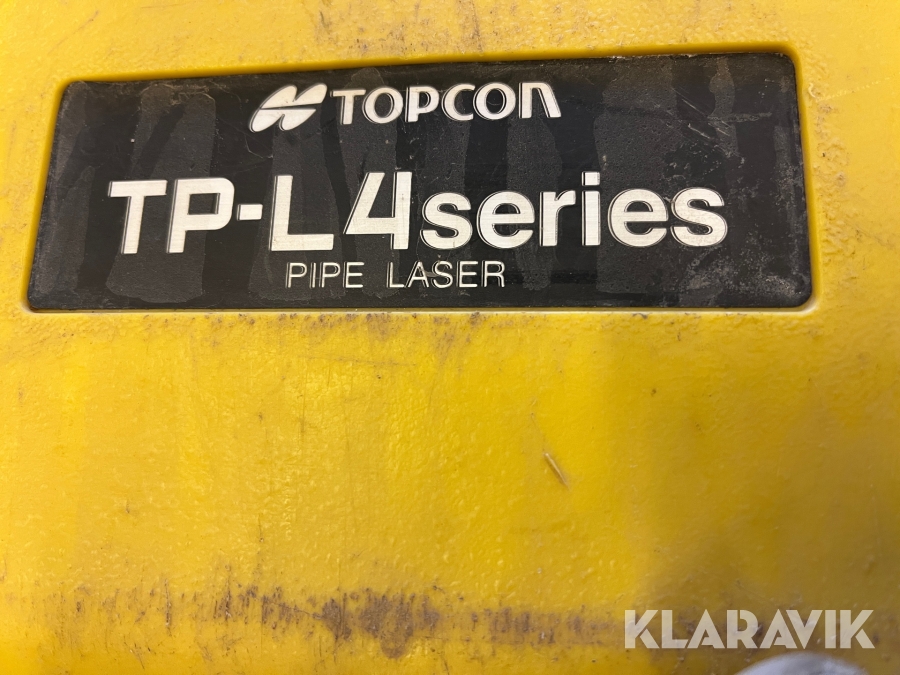 TOPCON
TP-L4series
PIPE LASER
KLARAVIK